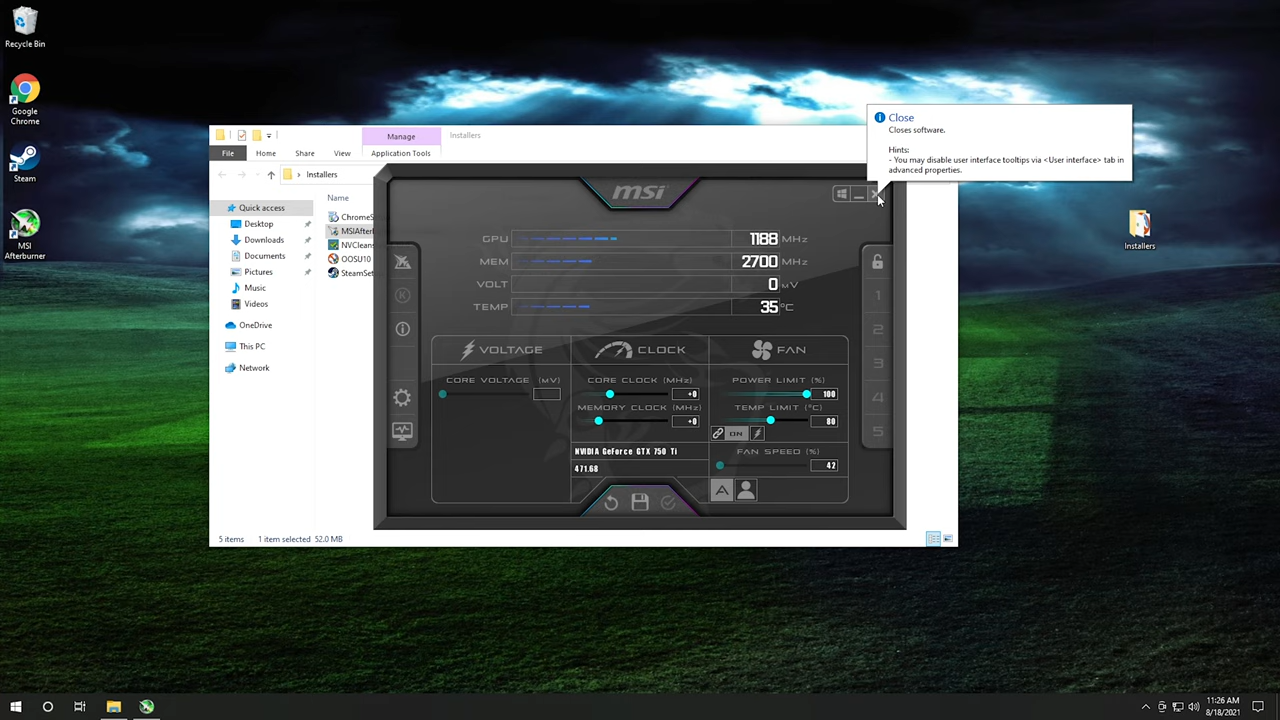 Recycle Bin
Google
Chrome
Steam
MSI
Afterburner
Manage
Installers
File
Home
Share
View
Application Tools
Installers
Name
Quick access
Desktop
Downloads
Documents
Pictures
Music
Videos
OneDrive
This PC
Network
ChromeS
MSIAfter
NVCleans
OOSU10
SteamSet
5 items
1 item selected 52.0 MB
Close
Closes software.
Hints:
- You may disable user interface tooltips via <User interface> tab in
advanced properties.
msi
GPU 1188 MHz
MEM 2700 MHz
VOLT 0 MV
TEMP 35 °C
VOLTAGE
CLOCK
FAN
CORE VOLTAGE (MV)
CORE CLOCK (MHz)
+0
MEMORY CLOCK (MHz)
+0
POWER LIMIT (%)
100
TEMP LIMIT (°C)
80
ON
FAN SPEED (%)
42
NVIDIA GeForce GTX 750 Ti
471.68
A
K
1
2
3
4
5
Installers
11:26 AM
8/18/2021